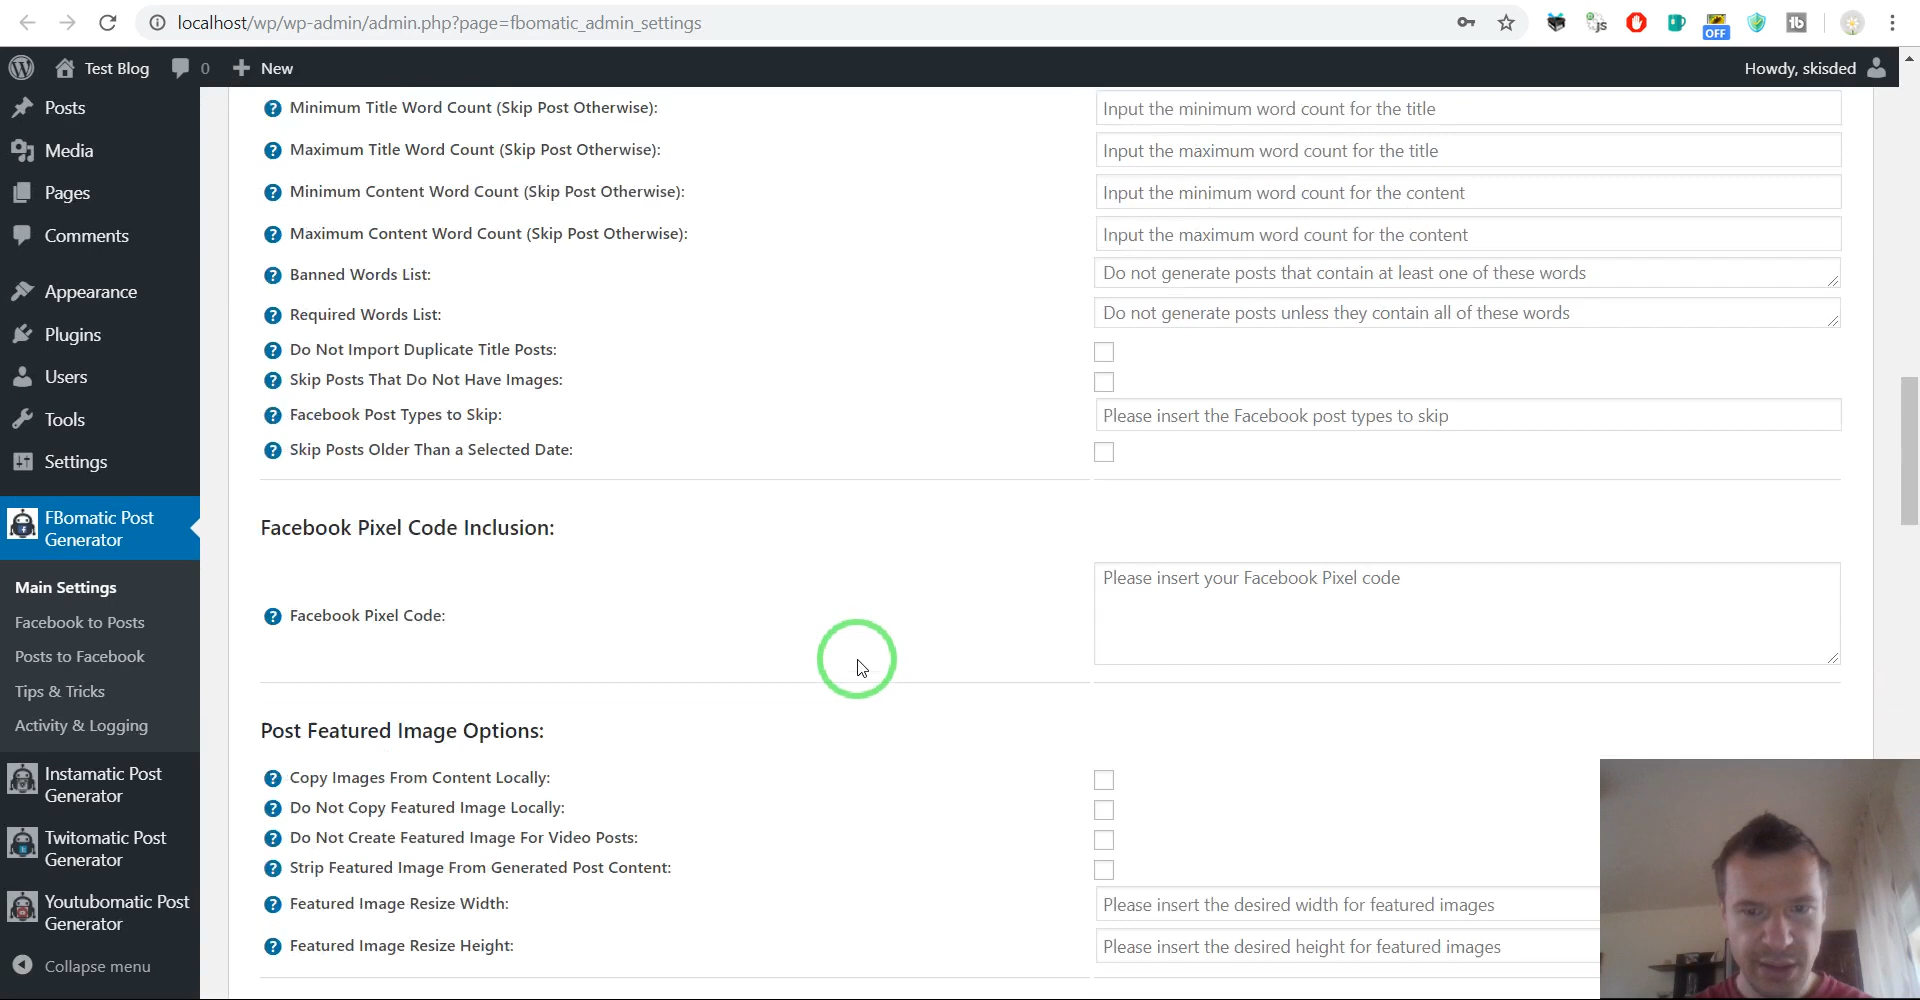 localhost/wp/wp-admin/admin.php?page=fbomatic_admin_settings
OFF
Test Blog
0
New
Howdy, skisded
Posts
Media
Pages
Comments
Appearance
Plugins
Users
Tools
Settings
FBomatic Post
Generator
Main Settings
Facebook to Posts
Posts to Facebook
Tips & Tricks
Activity & Logging
Instamatic Post
Generator
Twitomatic Post
Generator
Youtubomatic Post
Generator
Collapse menu
Minimum Title Word Count (Skip Post Otherwise):
Input the minimum word count for the title
Maximum Title Word Count (Skip Post Otherwise):
Input the maximum word count for the title
Minimum Content Word Count (Skip Post Otherwise):
Input the minimum word count for the content
Maximum Content Word Count (Skip Post Otherwise):
Input the maximum word count for the content
Banned Words List:
Do not generate posts that contain at least one of these words
Required Words List:
Do not generate posts unless they contain all of these words
Do Not Import Duplicate Title Posts:
Skip Posts That Do Not Have Images:
Facebook Post Types to Skip:
Please insert the Facebook post types to skip
Skip Posts Older Than a Selected Date:
Facebook Pixel Code Inclusion:
Facebook Pixel Code:
Please insert your Facebook Pixel code
Post Featured Image Options:
Copy Images From Content Locally:
Do Not Copy Featured Image Locally:
Do Not Create Featured Image For Video Posts:
Strip Featured Image From Generated Post Content:
Featured Image Resize Width:
Please insert the desired width for featured images
Featured Image Resize Height:
Please insert the desired height for featured images